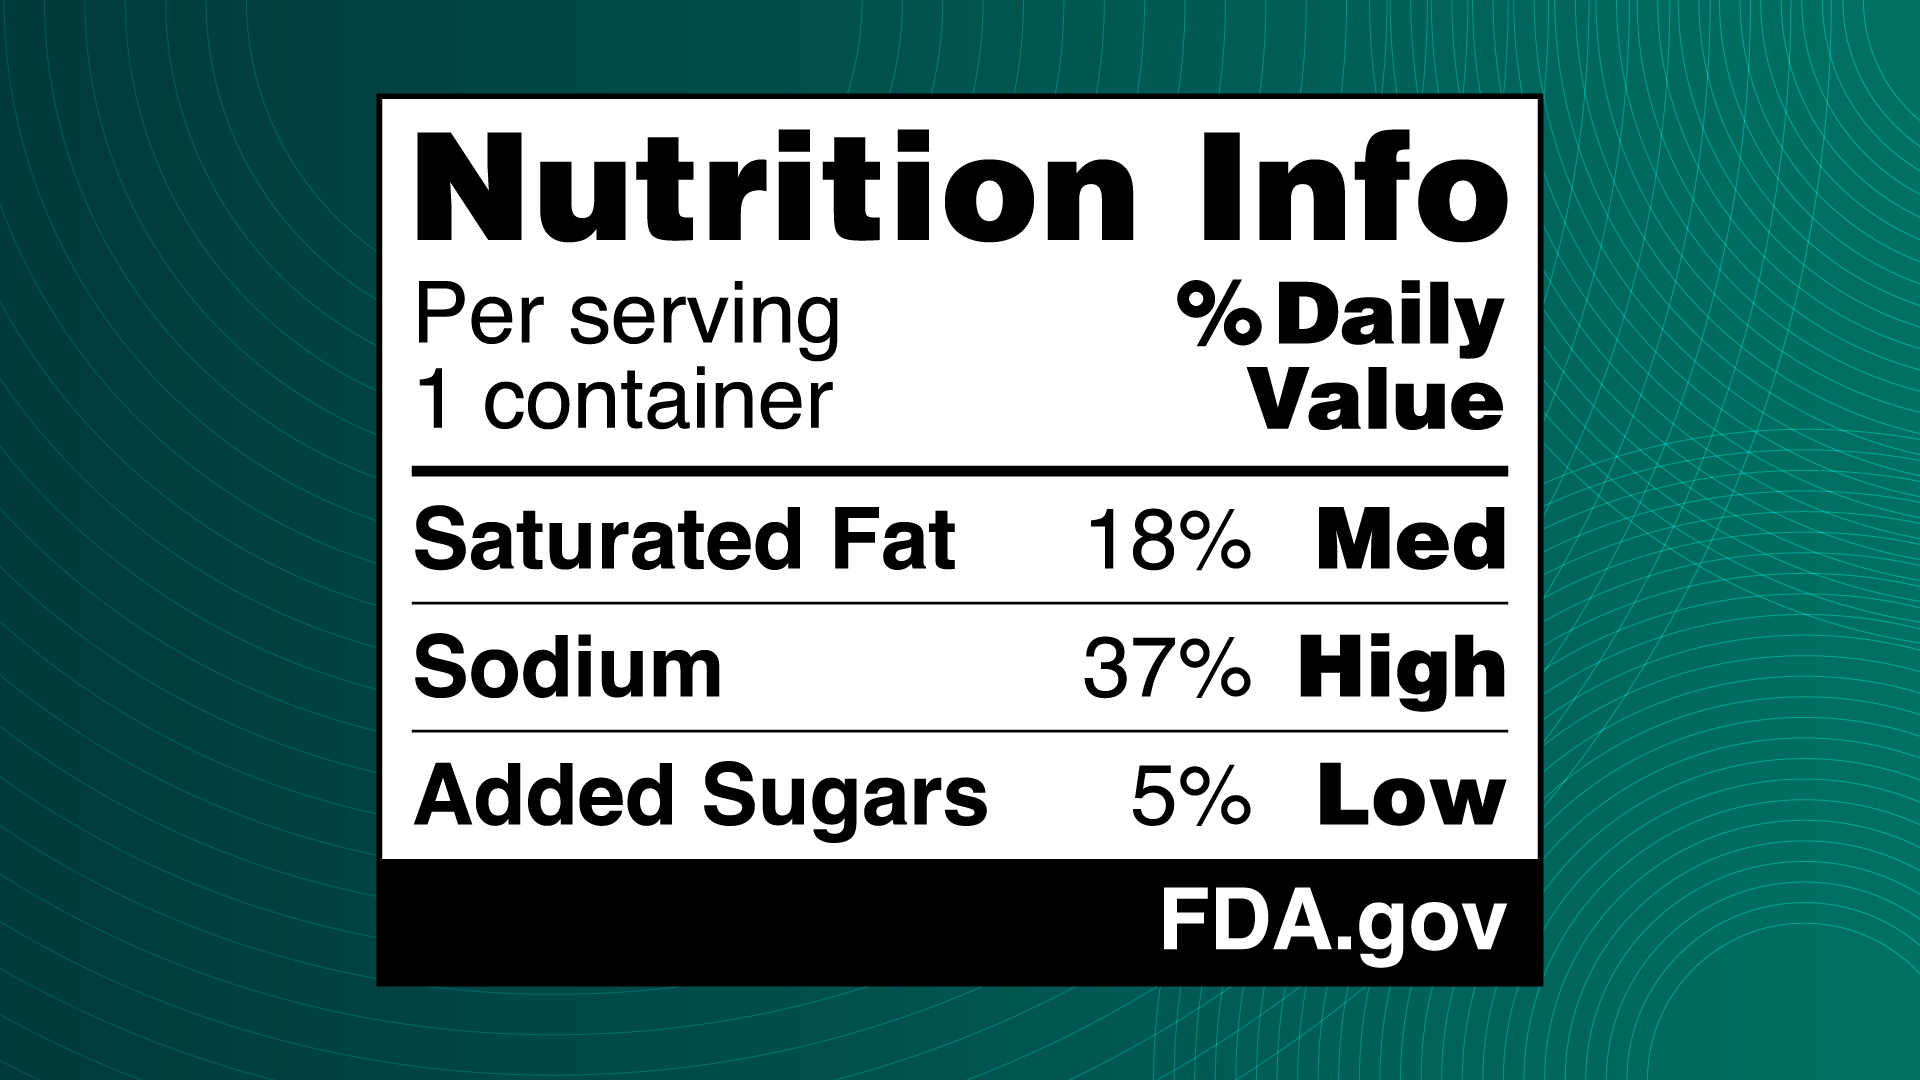 Nutrition Info
Per serving
1 container
% Daily
Value
Saturated Fat 18% Med
Sodium 37% High
Added Sugars 5% Low
FDA.gov